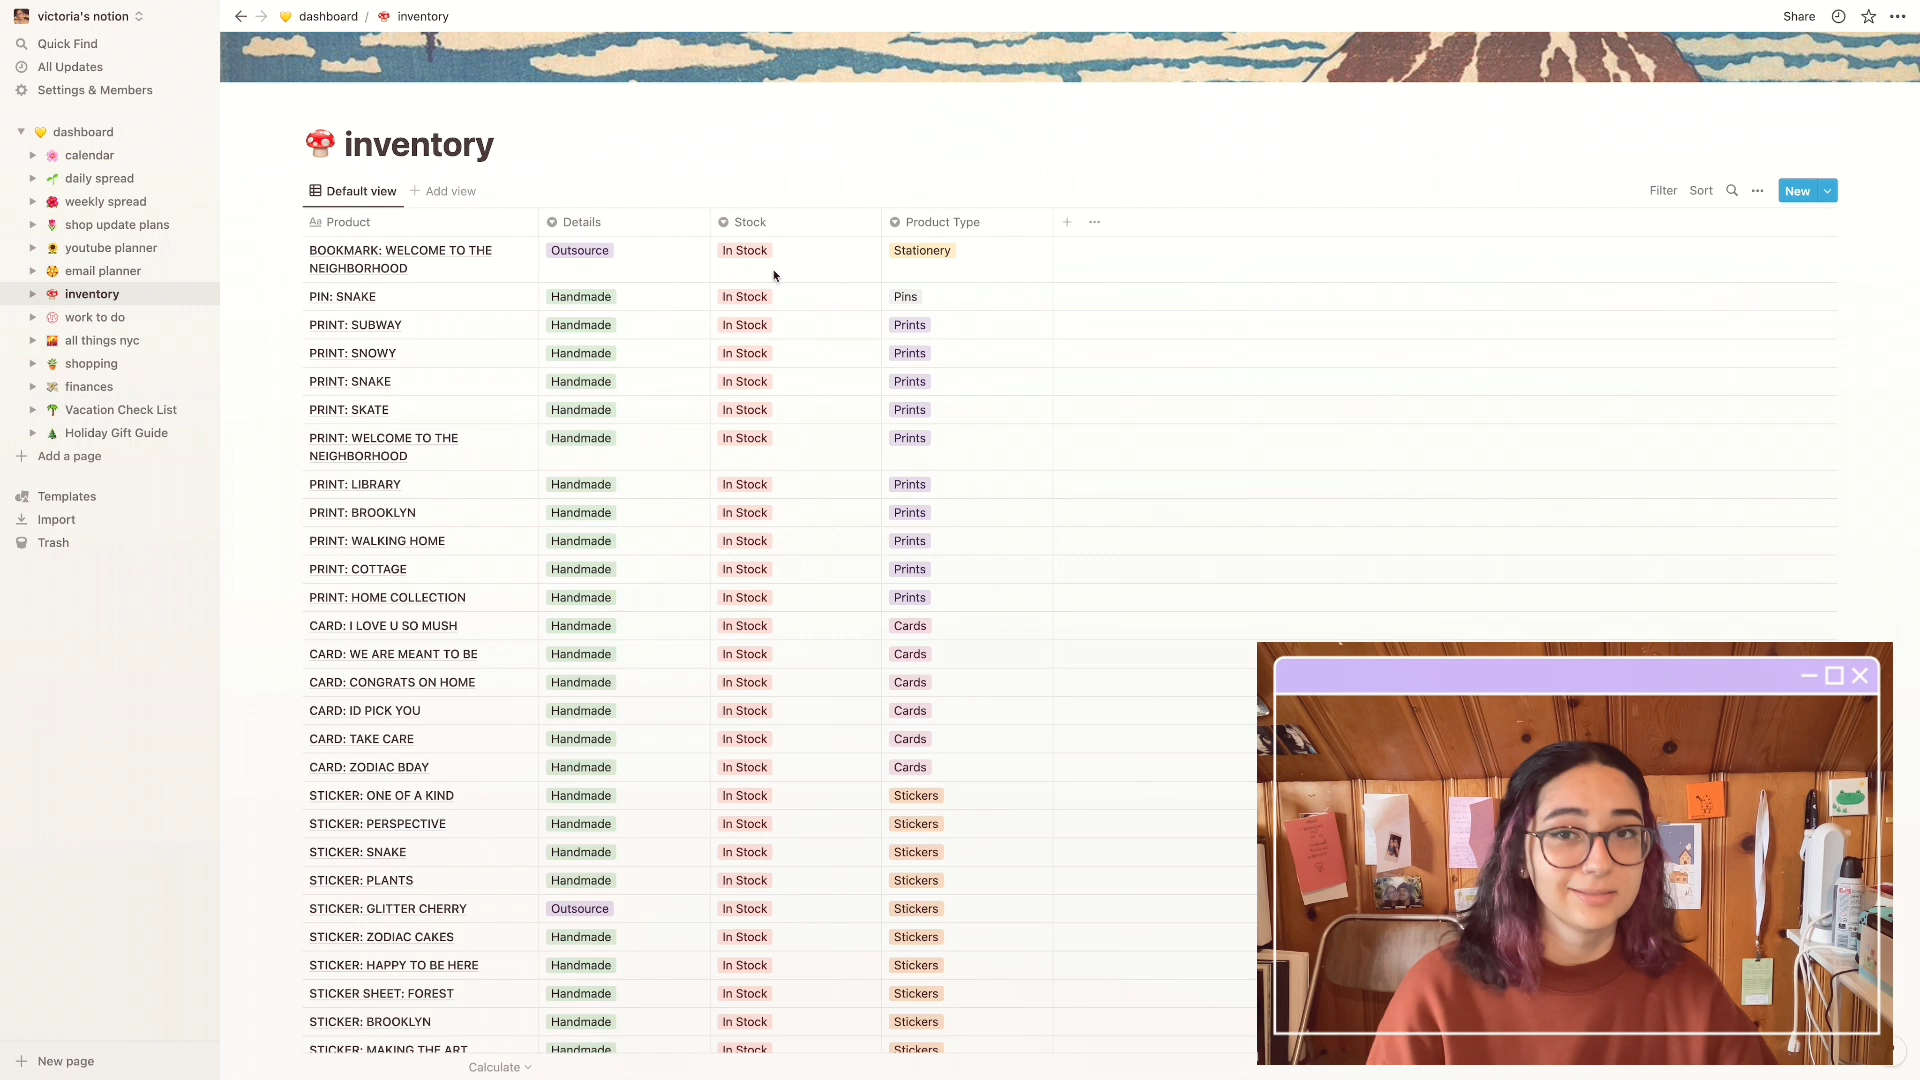 victoria's notion
Quick Find
All Updates
Settings & Members
dashboard
calendar
daily spread
weekly spread
shop update plans
youtube planner
email planner
inventory
work to do
all things nyc
shopping
finances
Vacation Check List
Holiday Gift Guide
Add a page
Templates
Import
Trash
New page
dashboard / inventory
Share
inventory
Default view Add view
Filter Sort New
Aa Product Details Stock Product Type
BOOKMARK: WELCOME TO THE Outsource In Stock Stationery
NEIGHBORHOOD
PIN: SNAKE Handmade In Stock Pins
PRINT: SUBWAY Handmade In Stock Prints
PRINT: SNOWY Handmade In Stock Prints
PRINT: SNAKE Handmade In Stock Prints
PRINT: SKATE Handmade In Stock Prints
PRINT: WELCOME TO THE Handmade In Stock Prints
NEIGHBORHOOD
PRINT: LIBRARY Handmade In Stock Prints
PRINT: BROOKLYN Handmade In Stock Prints
PRINT: WALKING HOME Handmade In Stock Prints
PRINT: COTTAGE Handmade In Stock Prints
PRINT: HOME COLLECTION Handmade In Stock Prints
CARD: I LOVE U SO MUSH Handmade In Stock Cards
CARD: WE ARE MEANT TO BE Handmade In Stock Cards
CARD: CONGRATS ON HOME Handmade In Stock Cards
CARD: ID PICK YOU Handmade In Stock Cards
CARD: TAKE CARE Handmade In Stock Cards
CARD: ZODIAC BDAY Handmade In Stock Cards
STICKER: ONE OF A KIND Handmade In Stock Stickers
STICKER: PERSPECTIVE Handmade In Stock Stickers
STICKER: SNAKE Handmade In Stock Stickers
STICKER: PLANTS Handmade In Stock Stickers
STICKER: GLITTER CHERRY Outsource In Stock Stickers
STICKER: ZODIAC CAKES Handmade In Stock Stickers
STICKER: HAPPY TO BE HERE Handmade In Stock Stickers
STICKER SHEET: FOREST Handmade In Stock Stickers
STICKER: BROOKLYN Handmade In Stock Stickers
STICKER: MAKING THE ART Handmade In Stock Stickers
Calculate